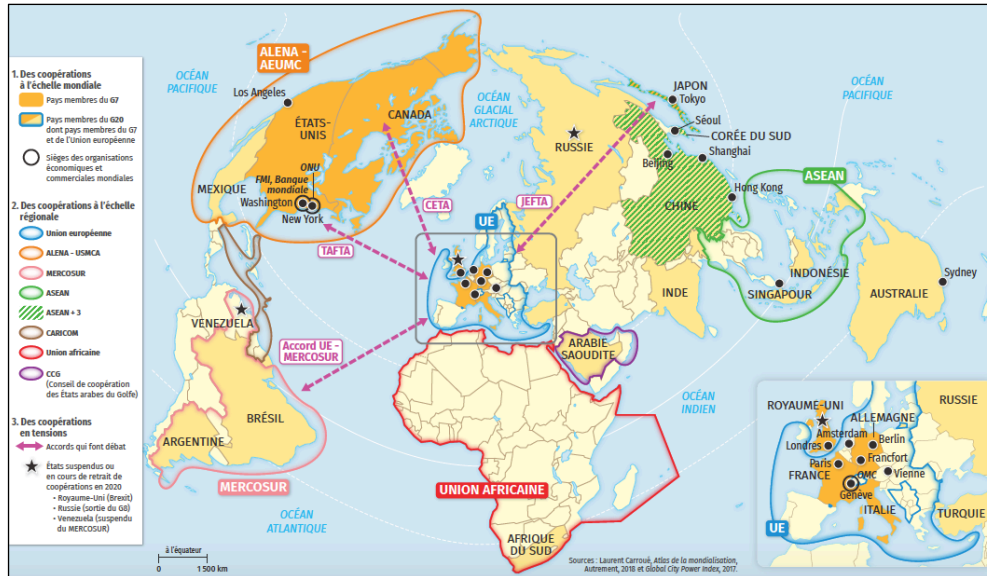 1. Des coopérations
à l'échelle mondiale
Pays membres du G7
Pays membres du G20
dont pays membres du G7
et de l'Union européenne
Sièges des organisations
économiques et
commerciales mondiales
2. Des coopérations à l'échelle
régionale
Union européenne
ALENA - USMCA
MERCOSUR
ASEAN
ASEAN + 3
CARICOM
Union africaine
CCG
(Conseil de coopération
des États arabes du Golfe)
3. Des coopérations
en tensions
Accords qui font débat
États suspendus ou
en cours de retrait de
coopérations en 2020
• Royaume-Uni (Brexit)
• Russie (sortie du G8)
• Venezuela (suspendu
du MERCOSUR)
ALENA -
AEUMC
OCÉAN
PACIFIQUE
Los Angeles
ÉTATS-
UNIS
CANADA
OCÉAN
GLACIAL
ARCTIQUE
MEXIQUE
ONU
FMI, Banque
mondiale
Washington
New York
TAFTA
CETA
JEFTA
UE
RUSSIE
JAPON
Tokyo
Séoul
CORÉE DU SUD
Shanghai
Beijing
OCÉAN
PACIFIQUE
Hong Kong
CHINE
ASEAN
INDE
INDONÉSIE
SINGAPOUR
Sydney
AUSTRALIE
VENEZUELA
Accord UE -
MERCOSUR
BRÉSIL
ARGENTINE
MERCOSUR
OCÉAN
ATLANTIQUE
ARABIE
SAOUDITE
OCÉAN
INDIEN
UNION AFRICAINE
AFRIQUE
DU SUD
ROYAUME-UNI
ALLEMAGNE
RUSSIE
Amsterdam
Berlin
Londres
Francfort
Paris
FRANCE
OMC
Vienne
Genève
ITALIE
TURQUIE
UE
à l'équateur
0 1 500 km
Sources : Laurent Carroué, Atlas de la mondialisation,
Autrement, 2018 et Global City Power Index, 2017.